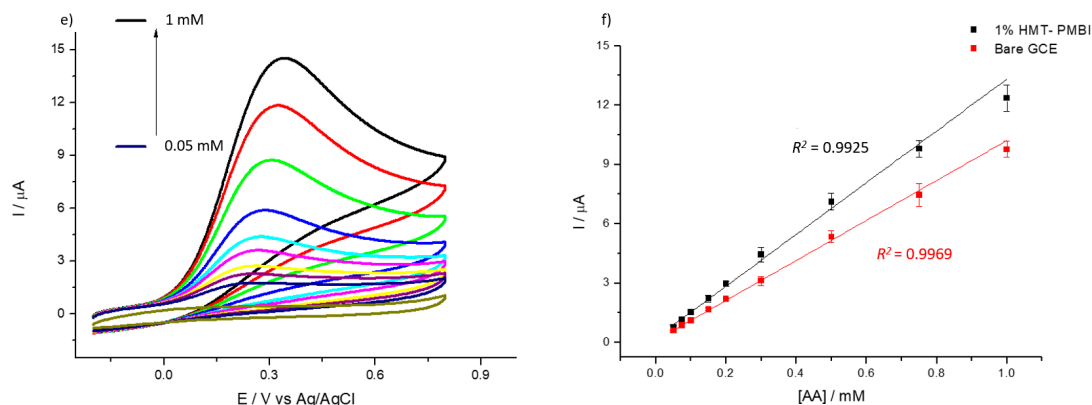 e)
1 mM
0.05 mM
15
12
9
6
3
0
I / µA
0.0
0.3
0.6
0.9
E / V vs Ag/AgCl
f)
1% HMT- PMBI
Bare GCE
15
12
9
6
3
0
I / µA
R² = 0.9925
R² = 0.9969
0.0
0.2
0.4
0.6
0.8
1.0
[AA] / mM